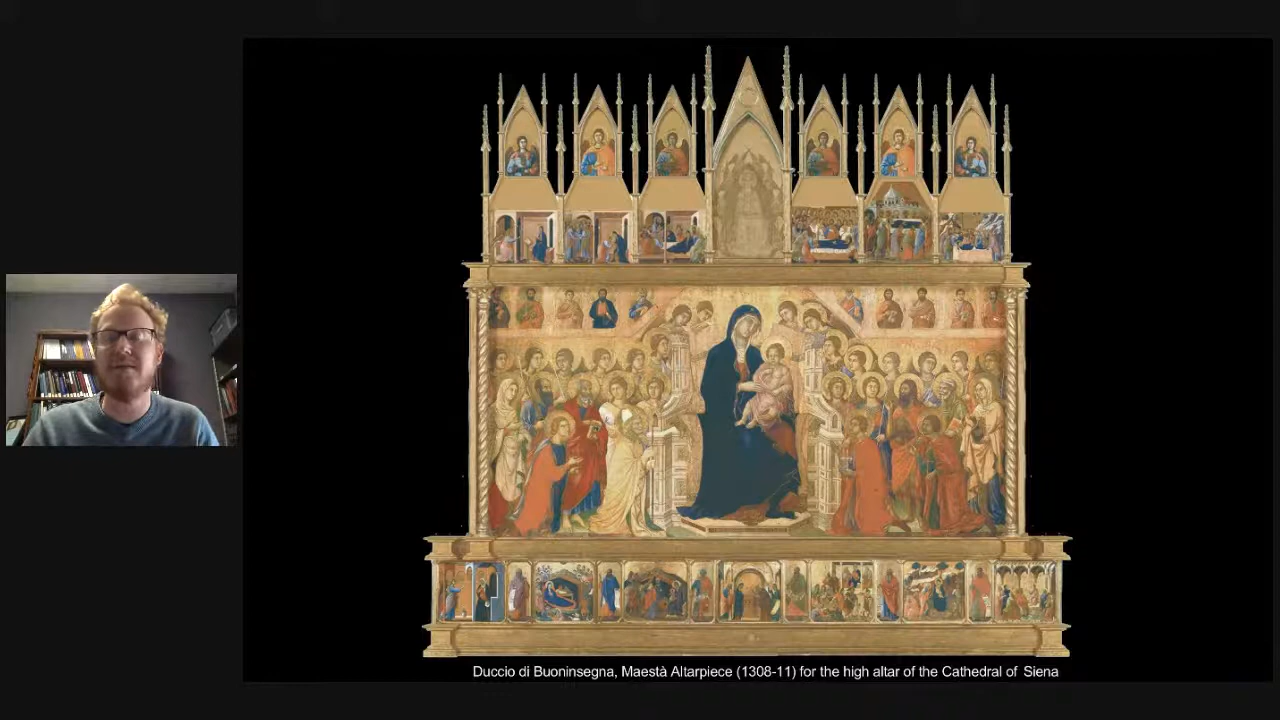 Duccio di Buoninsegna, Maestà Altarpiece (1308-11) for the high altar of the Cathedral of Siena